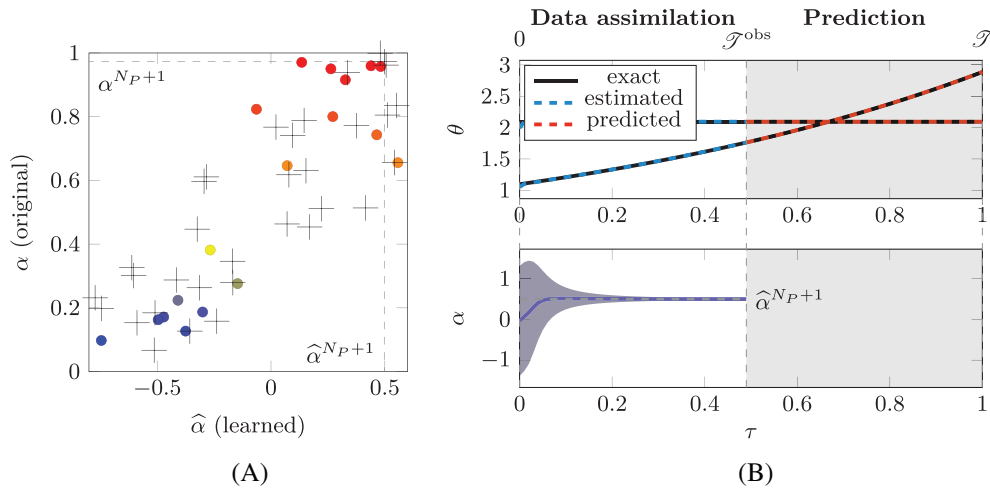 1
0.8
0.6
0.4
0.2
0
−0.5
0
0.5
α (original)
α̂ (learned)
α^{N_P+1}
α̂^{N_P+1}
(A)
Data assimilation
Prediction
0
𝒯^{obs}
𝒯
exact
estimated
predicted
3
2.5
2
1.5
1
θ
0
0.2
0.4
0.6
0.8
1
α̂^{N_P+1}
1
0
−1
α
0
0.2
0.4
0.6
0.8
1
τ
(B)